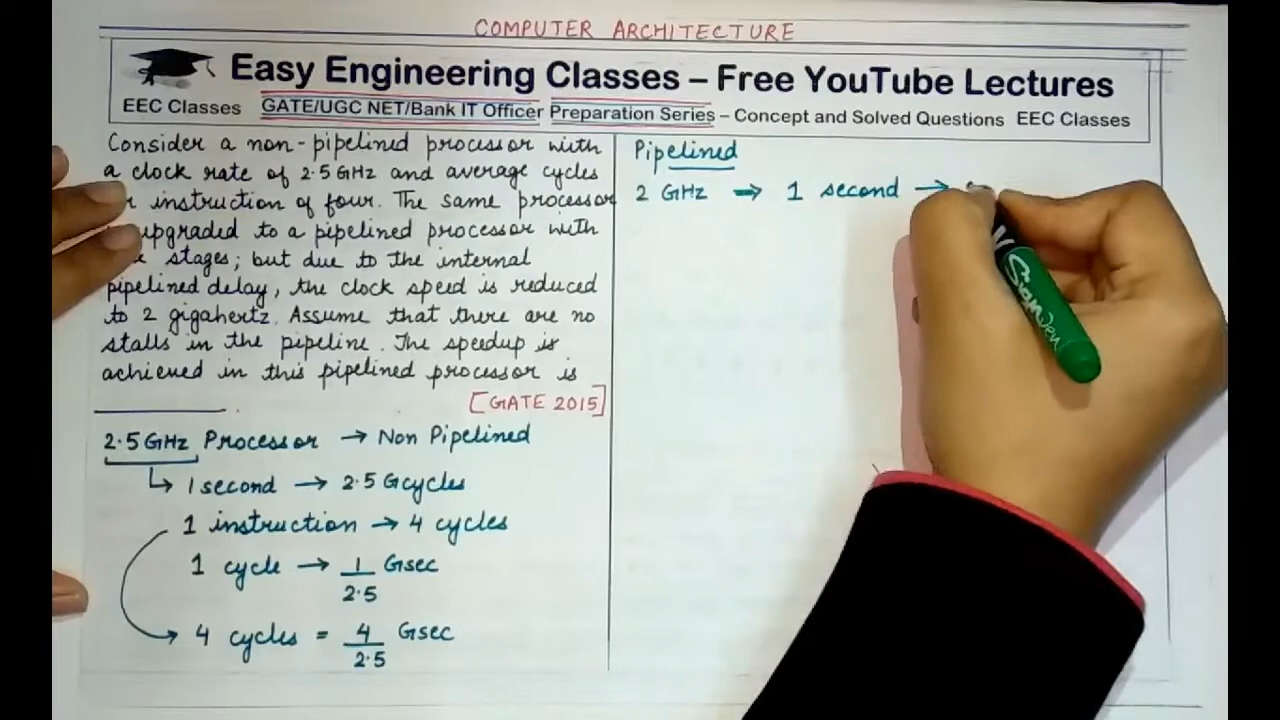 COMPUTER ARCHITECTURE
Easy Engineering Classes – Free YouTube Lectures
EEC Classes GATE/UGC NET/Bank IT Officer Preparation Series – Concept and Solved Questions EEC Classes
Consider a non-pipelined processor with
a clock rate of 2.5 GHz and average cycles
instruction of four. The same processor
upgraded to a pipelined processor with
stages; but due to the internal
pipelined delay, the clock speed is reduced
to 2 gigahertz. Assume that there are no
stalls in the pipeline. The speedup is
achieved in this pipelined processor is
__________.
[GATE 2015]
2.5 GHz Processor → Non Pipelined
↳ 1 second → 2.5 Gcycles
1 instruction → 4 cycles
1 cycle → 1/2.5 Gsec
→ 4 cycles = 4/2.5 Gsec
Pipelined
2 GHz → 1 second →
Sam